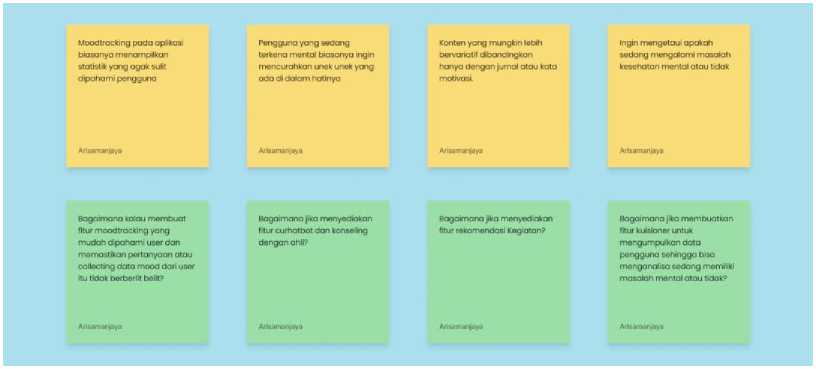 Moodtracking pada aplikasi
biasanya menampilkan
statistik yang agak sulit
dipahami pengguna
Arisamanjaya
Pengguna yang sedang
terkena mental biasanya ingin
mencurahkan unek unek yang
ada di dalam hatinya
Arisamanjaya
Konten yang mungkin lebih
bervariatif dibandingkan
hanya dengan jurnal atau kata
motivasi.
Arisamanjaya
Ingin mengetaui apakah
sedang mengalami masalah
kesehatan mental atau tidak
Arisamanjaya
Bagaimana kalau membuat
fitur moodtracking yang
mudah dipahami user dan
memastikan pertanyaan atau
collecting data mood dari user
itu tidak berberlit belit?
Arisamanjaya
Bagaimana jika menyediakan
fitur curhatbot dan konseling
dengan ahli?
Arisamanjaya
Bagaimana jika menyediakan
fitur rekomendasi Kegiatan?
Arisamanjaya
Bagaimana jika membuatkan
fitur kuisioner untuk
mengumpulkan data
pengguna sehingga bisa
menganalisa sedang memiliki
masalah mental atau tidak?
Arisamanjaya